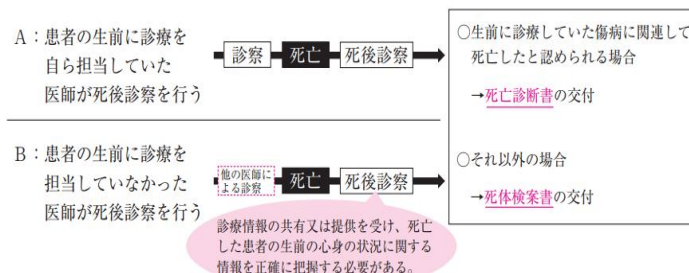 A：患者の生前に診療を
自ら担当していた
医師が死後診察を行う
診察
死亡
死後診察
B：患者の生前に診療を
担当していなかった
医師が死後診察を行う
他の医師に
よる診察
死亡
死後診察
診療情報の共有又は提供を受け、死亡
した患者の生前の心身の状況に関する
情報を正確に把握する必要がある。
○生前に診療していた傷病に関連して
死亡したと認められる場合
→死亡診断書の交付
○それ以外の場合
→死体検案書の交付